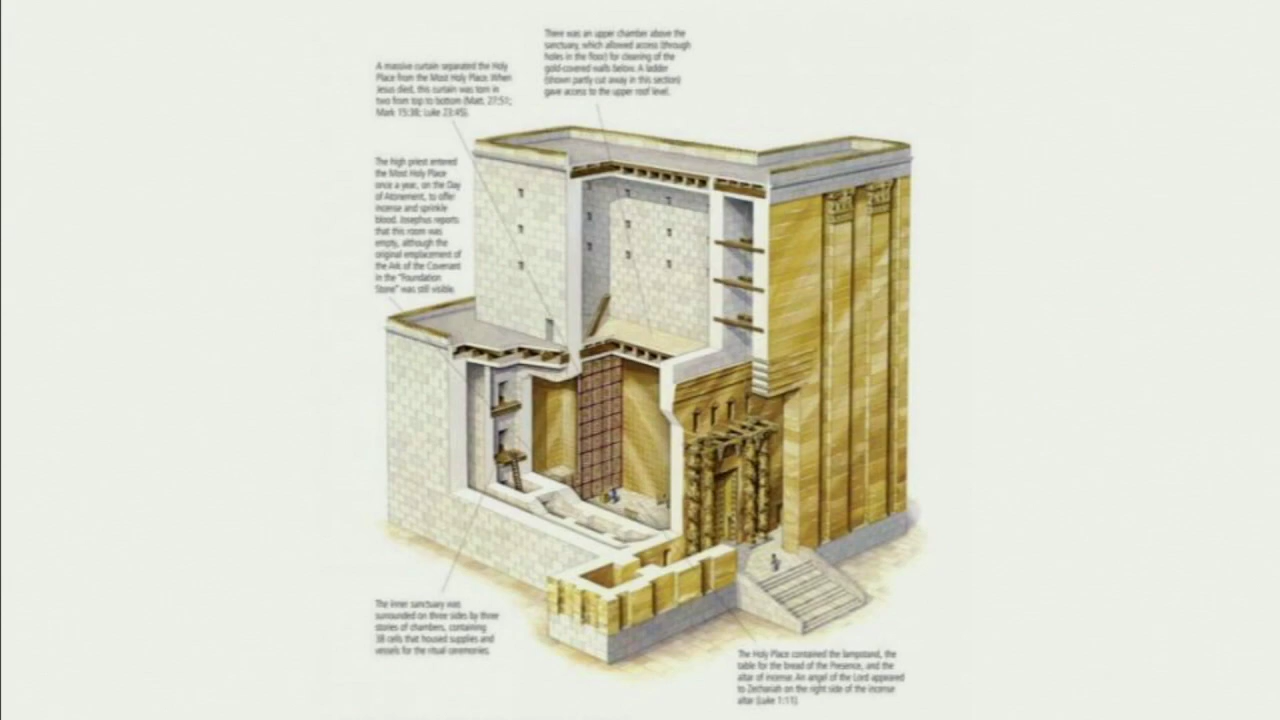 There was an upper chamber above the
sanctuary, which allowed access (through
holes in the floor) for cleaning of the
gold-covered walls below. A ladder
(shown partly cut away in this section)
gave access to the upper roof level.
A massive curtain separated the Holy
Place from the Most Holy Place. When
Jesus died, this curtain was torn in
two from top to bottom (Matt. 27:51;
Mark 15:38; Luke 23:45).
The high priest entered
the Most Holy Place
once a year, on the Day
of Atonement, to offer
incense and sprinkle
blood. Josephus reports
that this room was
empty, although the
original emplacement of
the Ark of the Covenant
in the "Foundation
Stone" was still visible.
The inner sanctuary was
surrounded on three sides by three
stories of chambers, containing
38 cells that housed supplies and
vessels for the ritual ceremonies.
The Holy Place contained the lampstand, the
table for the bread of the Presence, and the
altar of incense. An angel of the Lord appeared
to Zechariah on the right side of the incense
altar (Luke 1:11).